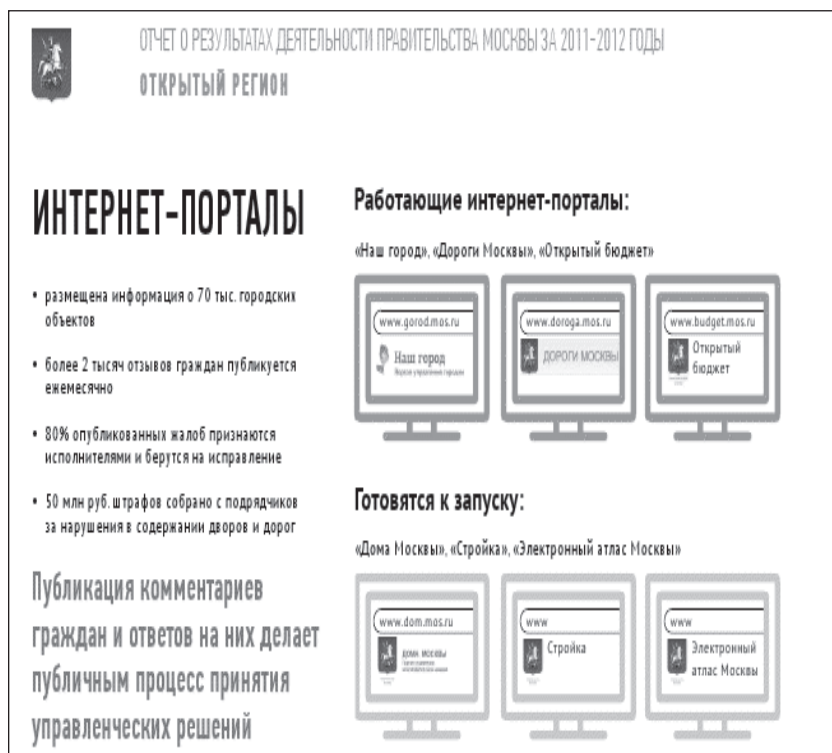 ОТЧЕТ О РЕЗУЛЬТАТАХ ДЕЯТЕЛЬНОСТИ ПРАВИТЕЛЬСТВА МОСКВЫ ЗА 2011-2012 ГОДЫ
ОТКРЫТЫЙ РЕГИОН
ИНТЕРНЕТ-ПОРТАЛЫ
• размещена информация о 70 тыс. городских
объектов
• более 2 тысяч отзывов граждан публикуется
ежемесячно
• 80% опубликованных жалоб признаются
исполнителями и берутся на исправление
• 50 млн руб. штрафов собрано с подрядчиков
за нарушения в содержании дворов и дорог
Публикация комментариев
граждан и ответов на них делает
публичным процесс принятия
управленческих решений
Работающие интернет-порталы:
«Наш город», «Дороги Москвы», «Открытый бюджет»
www.gorod.mos.ru
Наш город
www.doroga.mos.ru
ДОРОГИ МОСКВЫ
www.budget.mos.ru
Открытый
бюджет
Готовятся к запуску:
«Дома Москвы», «Стройка», «Электронный атлас Москвы»
www.dom.mos.ru
ДОМА МОСКВЫ
www
Стройка
www
Электронный
атлас Москвы